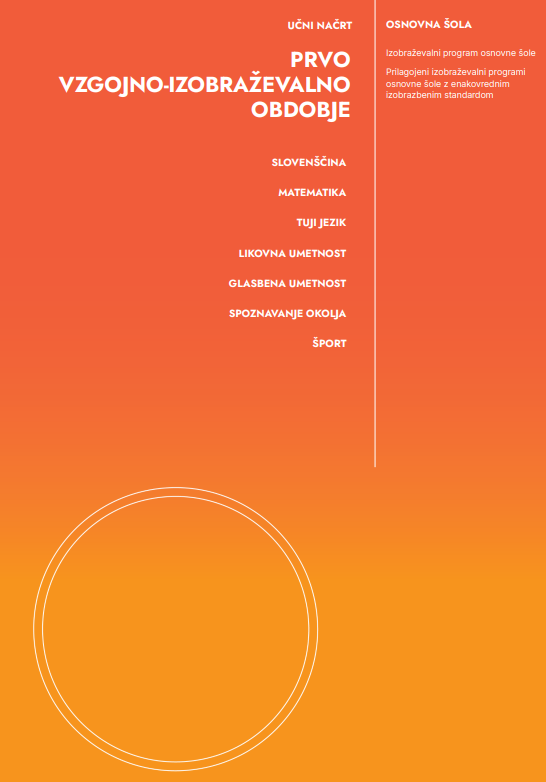 UČNI NAČRT
PRVO
VZGOJNO-IZOBRAŽEVALNO
OBDOBJE
SLOVENŠČINA
MATEMATIKA
TUJI JEZIK
LIKOVNA UMETNOST
GLASBENA UMETNOST
SPOZNAVANJE OKOLJA
ŠPORT
OSNOVNA ŠOLA
Izobraževalni program osnovne šole
Prilagojeni izobraževalni programi
osnovne šole z enakovrednim
izobrazbenim standardom